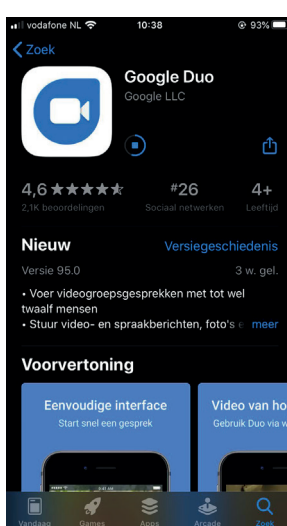 vodafone NL 10:38 93%
Zoek
Google Duo
Google LLC
4,6 #26 4+
2,1K beoordelingen Sociaal netwerken Leeftijd
Nieuw Versiegeschiedenis
Versie 95.0 3 w. gel.
• Voer videogroepsgesprekken met tot wel
twaalf mensen
• Stuur video- en spraakberichten, foto's e meer
Voorvertoning
Eenvoudige interface Video van ho
Start snel een gesprek Gebruik Duo via w
9:41 AM
Vandaag Games Apps Arcade Zoek